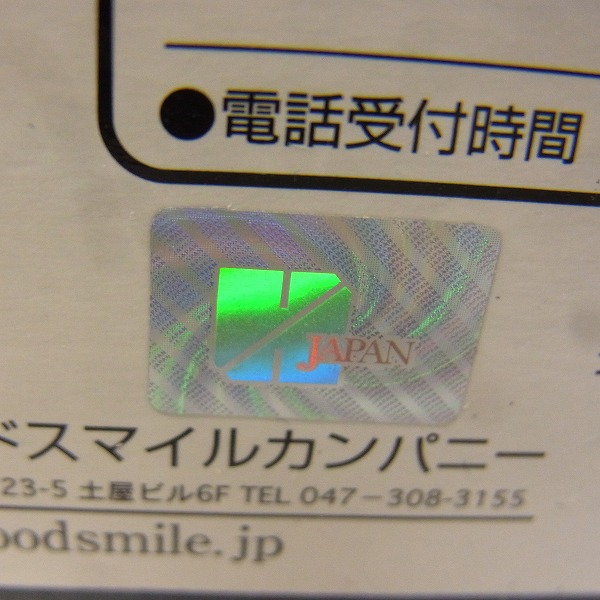 ●電話受付時間
JAPAN
ドスマイルカンパニー
23-5 土屋ビル6F TEL 047-308-3155
oodsmile.jp